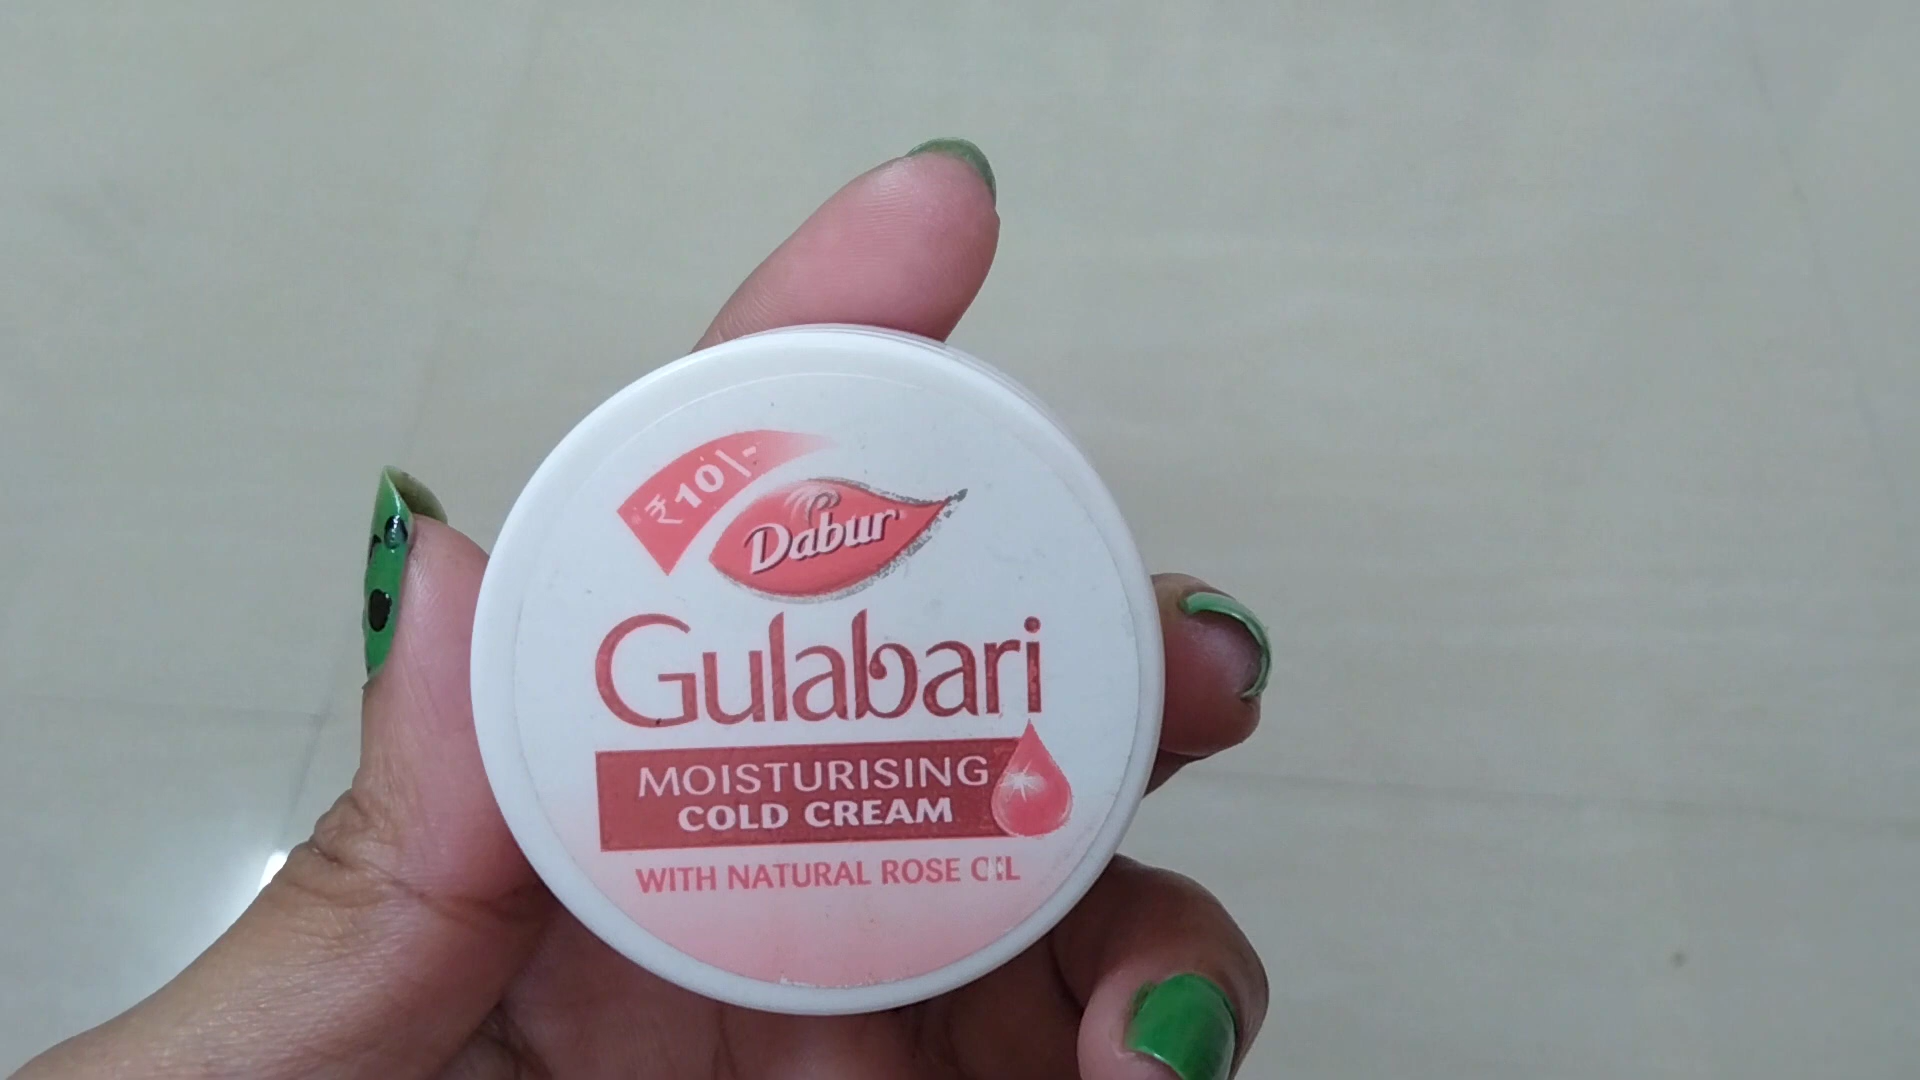 ₹10/-
Dabur
Gulabari
MOISTURISING
COLD CREAM
WITH NATURAL ROSE OIL